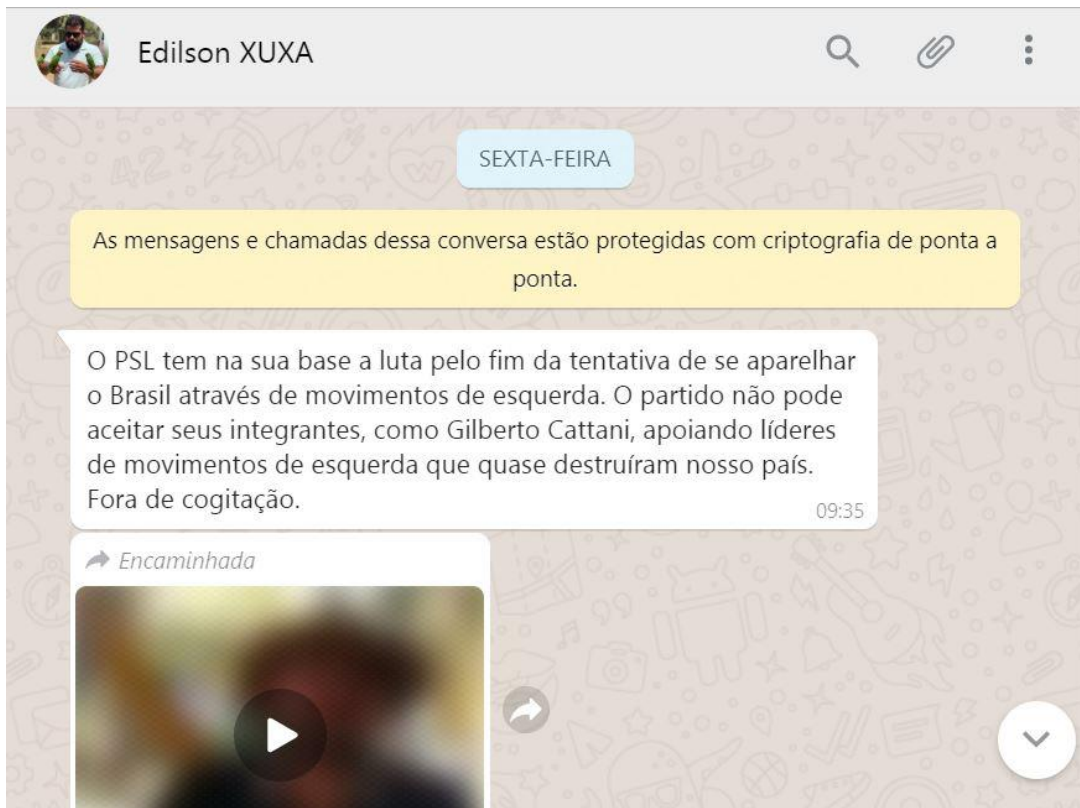 Edilson XUXA
SEXTA-FEIRA
As mensagens e chamadas dessa conversa estão protegidas com criptografia de ponta a
ponta.
O PSL tem na sua base a luta pelo fim da tentativa de se aparelhar
o Brasil através de movimentos de esquerda. O partido não pode
aceitar seus integrantes, como Gilberto Cattani, apoiando líderes
de movimentos de esquerda que quase destruíram nosso país.
Fora de cogitação.
09:35
Encaminhada